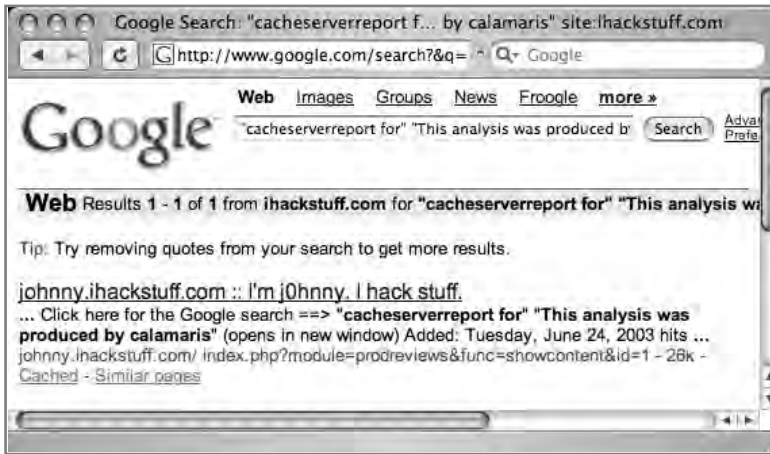 Google Search: "cacheserverreport f... by calamaris" site:ihackstuff.com
http://www.google.com/search?&q=
Google
Web Images Groups News Froogle more »
Google
"cacheserverreport for" "This analysis was produced b
Search
Advan
Prefe
Web Results 1 - 1 of 1 from ihackstuff.com for "cacheserverreport for" "This analysis wa
Tip: Try removing quotes from your search to get more results.
johnny.ihackstuff.com :: I'm j0hnny. I hack stuff.
... Click here for the Google search ==> "cacheserverreport for" "This analysis was
produced by calamaris" (opens in new window) Added: Tuesday, June 24, 2003 hits ...
johnny.ihackstuff.com/ index.php?module=prodreviews&func=showcontent&id=1 - 26k -
Cached - Similar pages